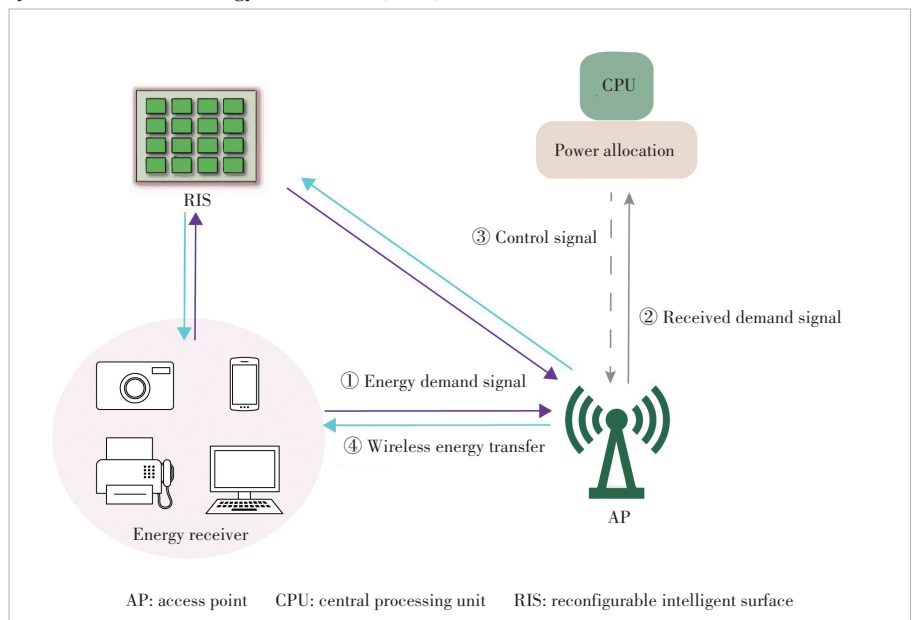 CPU
Power allocation
RIS
③ Control signal
② Received demand signal
① Energy demand signal
④ Wireless energy transfer
Energy receiver
AP
AP: access point CPU: central processing unit RIS: reconfigurable intelligent surface